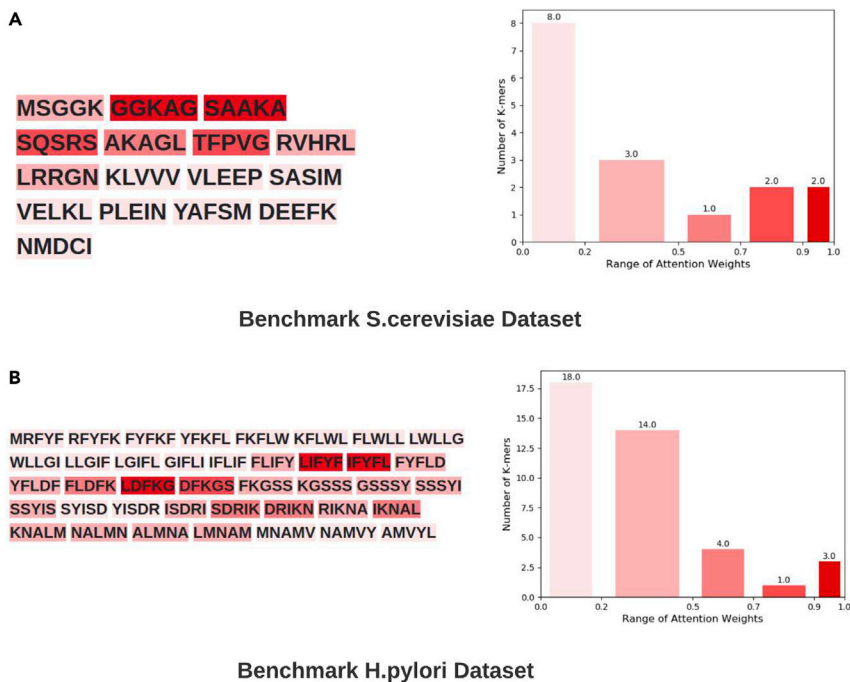 A
MSGGK GGKAG SAAKA
SQSRS AKAGL TFPVG RVHRL
LRRGN KLVVV VLEEP SASIM
VELKL PLEIN YAFSM DEEFK
NMDCI
8
7
6
5
4
3
2
1
0
Number of K-mers
8.0
3.0
1.0
2.0
2.0
0.0 0.2 0.5 0.7 0.9 1.0
Range of Attention Weights
Benchmark S.cerevisiae Dataset
B
MRFYF RFYFK FYFKF YFKFL FKFLW KFLWL FLWLL LWLLG
WLLGI LLGIF LGIFL GIFLI IFLIF FLIFY LIFYF IFYFL FYFLD
YFLDF FLDFK LDFKG DFKGS FKGSS KGSSS GSSSY SSSYI
SSYIS SYISD YISDR ISDRI SDRIK DRIKN RIKNA IKNAL
KNALM NALMN ALMNA LMNAM MNAMV NAMVY AMVYL
17.5
15.0
12.5
10.0
7.5
5.0
2.5
0.0
Number of K-mers
18.0
14.0
4.0
1.0
3.0
0.0 0.2 0.5 0.7 0.9 1.0
Range of Attention Weights
Benchmark H.pylori Dataset